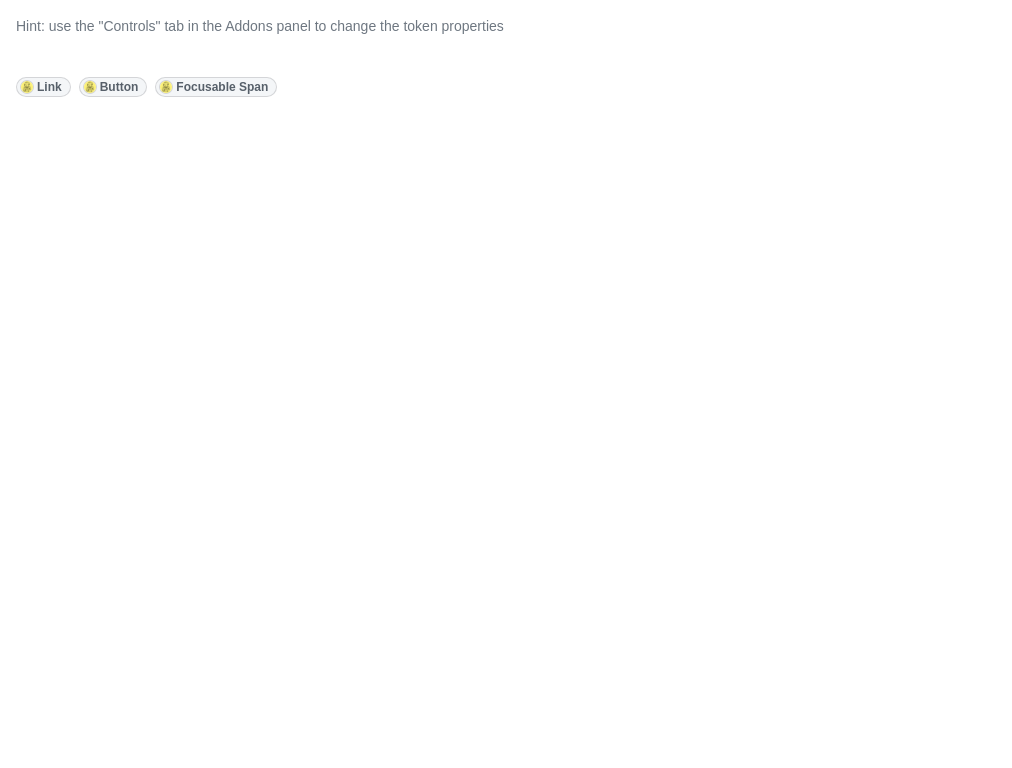 Hint: use the "Controls" tab in the Addons panel to change the token properties
Link Button Focusable Span